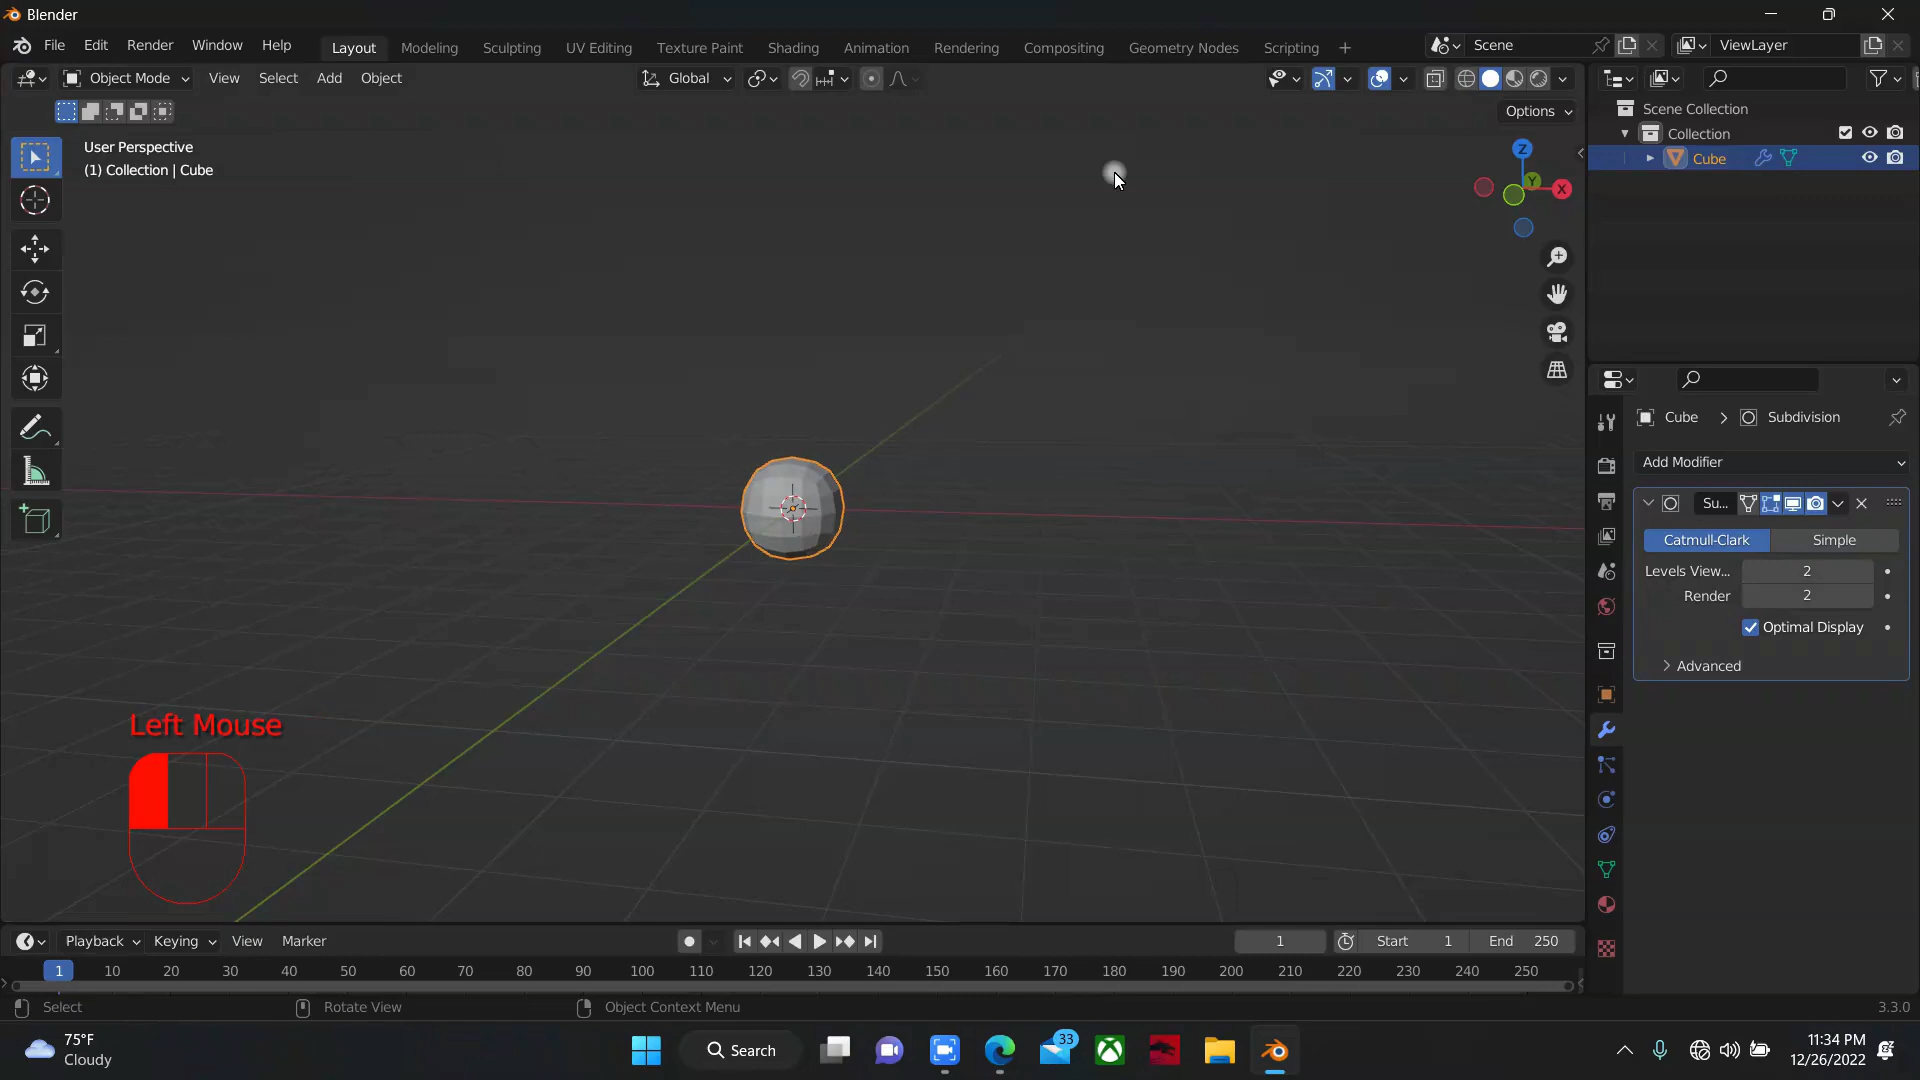 Blender
File Edit Render Window Help Layout Modeling Sculpting UV Editing Texture Paint Shading Animation Rendering Compositing Geometry Nodes Scripting + Scene ViewLayer
Object Mode View Select Add Object Global
Options
User Perspective
(1) Collection | Cube
Z
Y
X
Scene Collection
Collection
Cube
Cube > Subdivision
Add Modifier
Su...
Catmull-Clark Simple
Levels View... 2
Render 2
Optimal Display
Advanced
Left Mouse
Playback Keying View Marker 1 Start 1 End 250
1 10 20 30 40 50 60 70 80 90 100 110 120 130 140 150 160 170 180 190 200 210 220 230 240 250
Select Rotate View Object Context Menu 3.3.0
75°F
Cloudy
Search
33
11:34 PM
12/26/2022